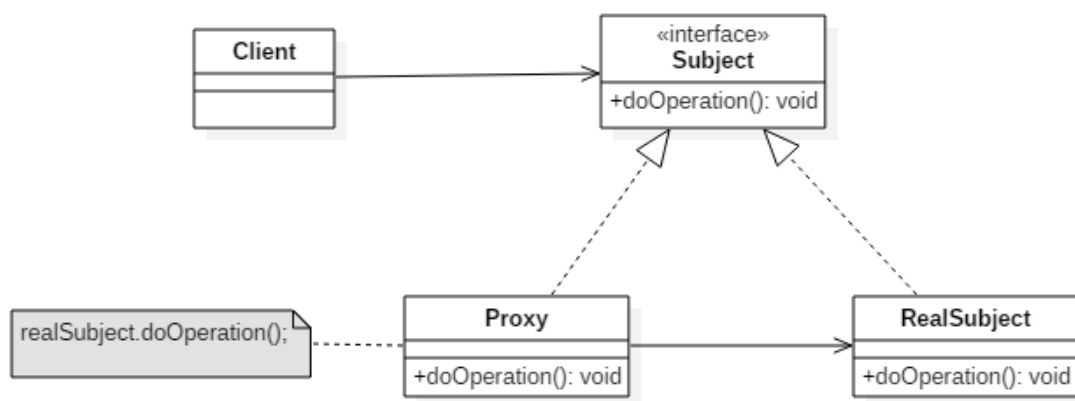 Client
«interface»
Subject
+doOperation(): void
realSubject.doOperation();
Proxy
+doOperation(): void
RealSubject
+doOperation(): void